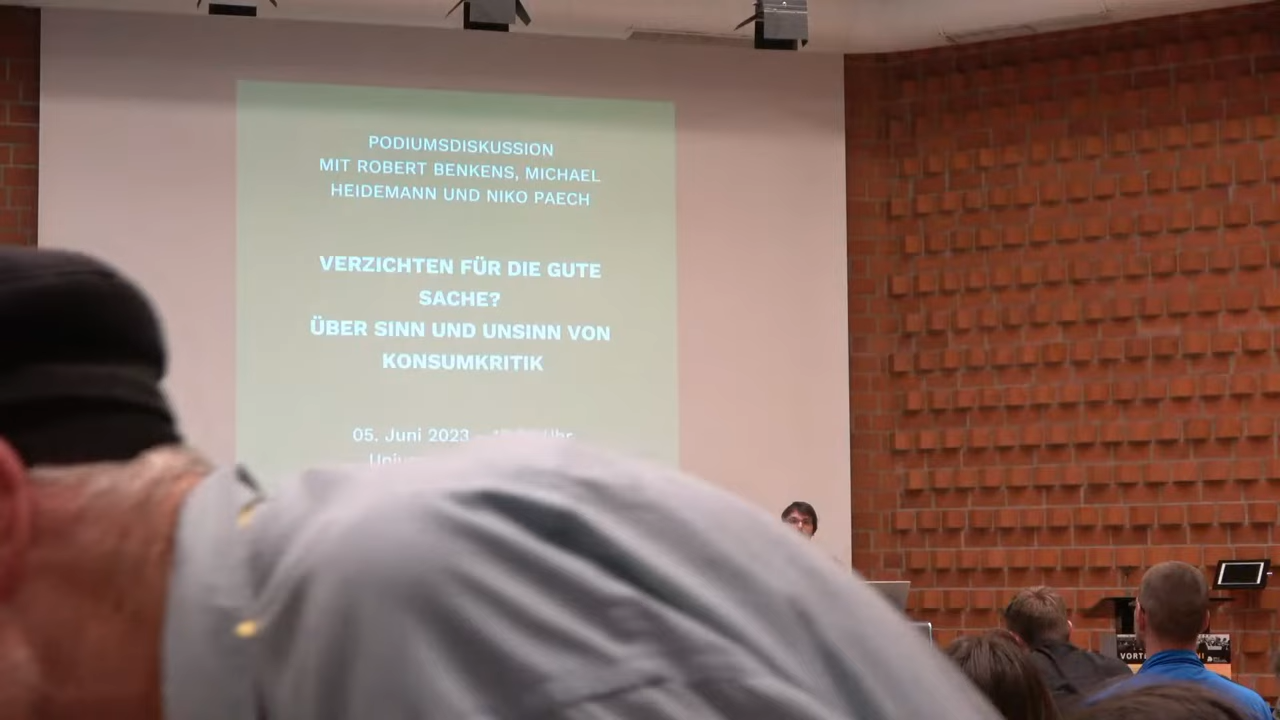 PODIUMSDISKUSSION
MIT ROBERT BENKENS, MICHAEL
HEIDEMANN UND NIKO PAECH
VERZICHTEN FÜR DIE GUTE
SACHE?
ÜBER SINN UND UNSINN VON
KONSUMKRITIK
05. Juni 2023 Uhr